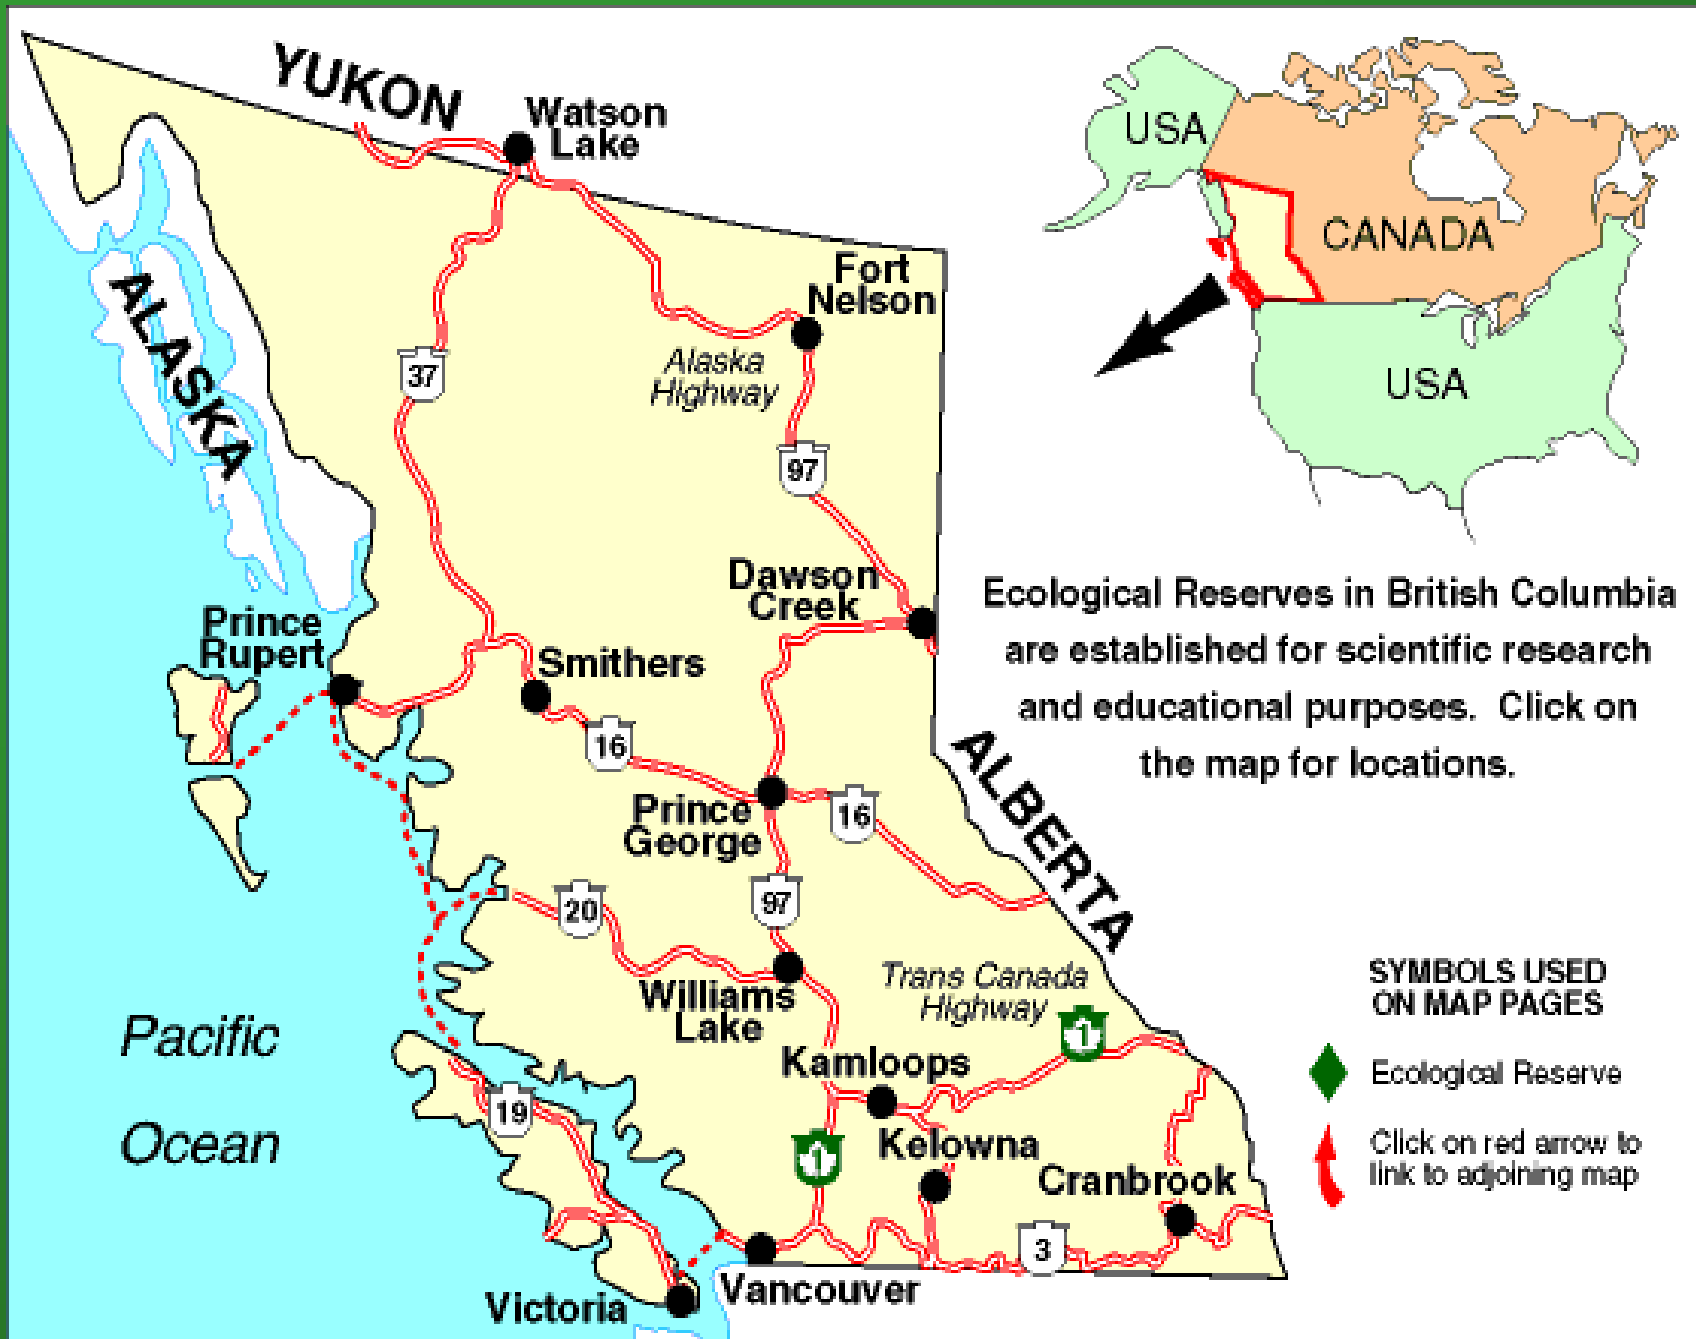 YUKON
Watson
Lake
USA
CANADA
USA
Fort
Nelson
ALASKA
37
Alaska
Highway
97
Dawson
Creek
Ecological Reserves in British Columbia
are established for scientific research
and educational purposes. Click on
the map for locations.
Prince
Rupert
Smithers
16
ALBERTA
Prince
George
16
20
97
Williams
Lake
Trans Canada
Highway
1
SYMBOLS USED
ON MAP PAGES
Ecological Reserve
Click on red arrow to
link to adjoining map
Pacific
Ocean
Kamloops
19
1
Kelowna
Cranbrook
3
Vancouver
Victoria